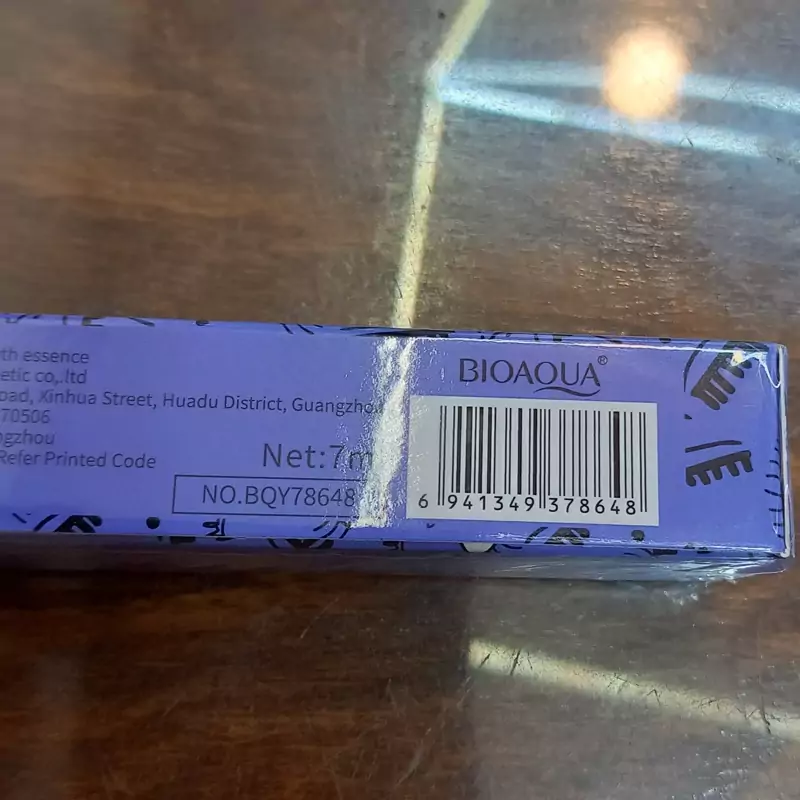 th essence
etic co,.ltd
oad, Xinhua Street, Huadu District, Guangzhou
70506
ngzhou
Refer Printed Code
Net:7m
NO.BQY78648
BIOAQUA®
6 941349 378648